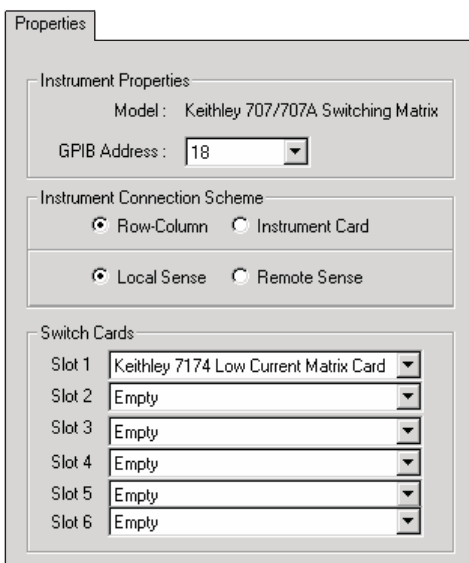 Properties
Instrument Properties
Model : Keithley 707/707A Switching Matrix
GPIB Address : 18
Instrument Connection Scheme
Row-Column Instrument Card
Local Sense Remote Sense
Switch Cards
Slot 1 Keithley 7174 Low Current Matrix Card
Slot 2 Empty
Slot 3 Empty
Slot 4 Empty
Slot 5 Empty
Slot 6 Empty